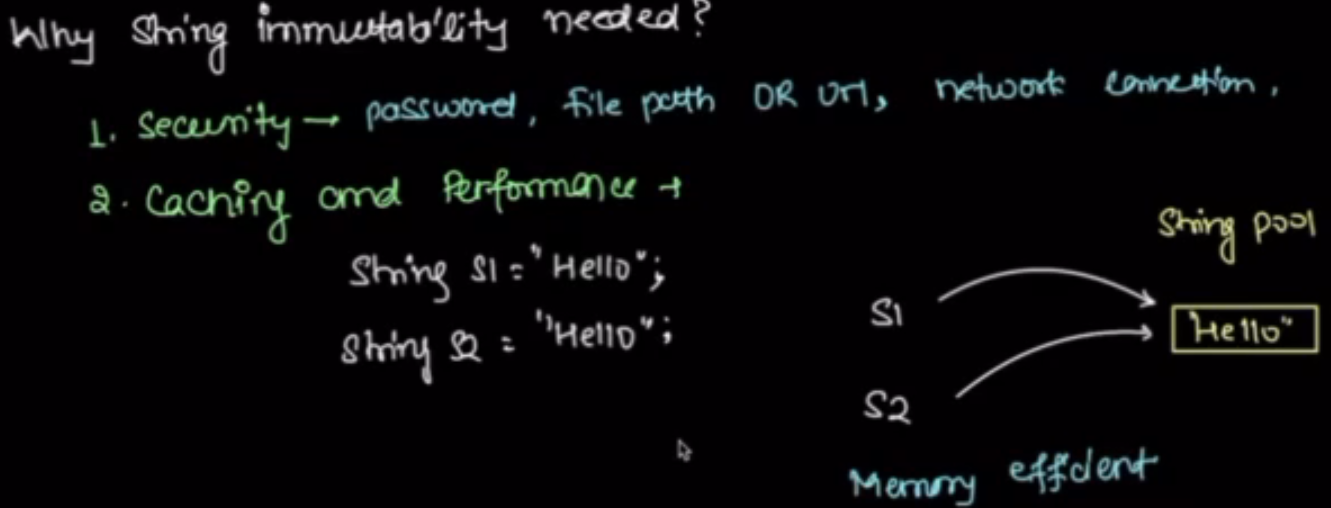 Why String immutability needed?
1. Security → password, file path OR Url, network connection,
2. Caching and Performance →
String pool
String S1 = "Hello";
S1
"Hello"
String S2 = "Hello";
S2
Memory efficient